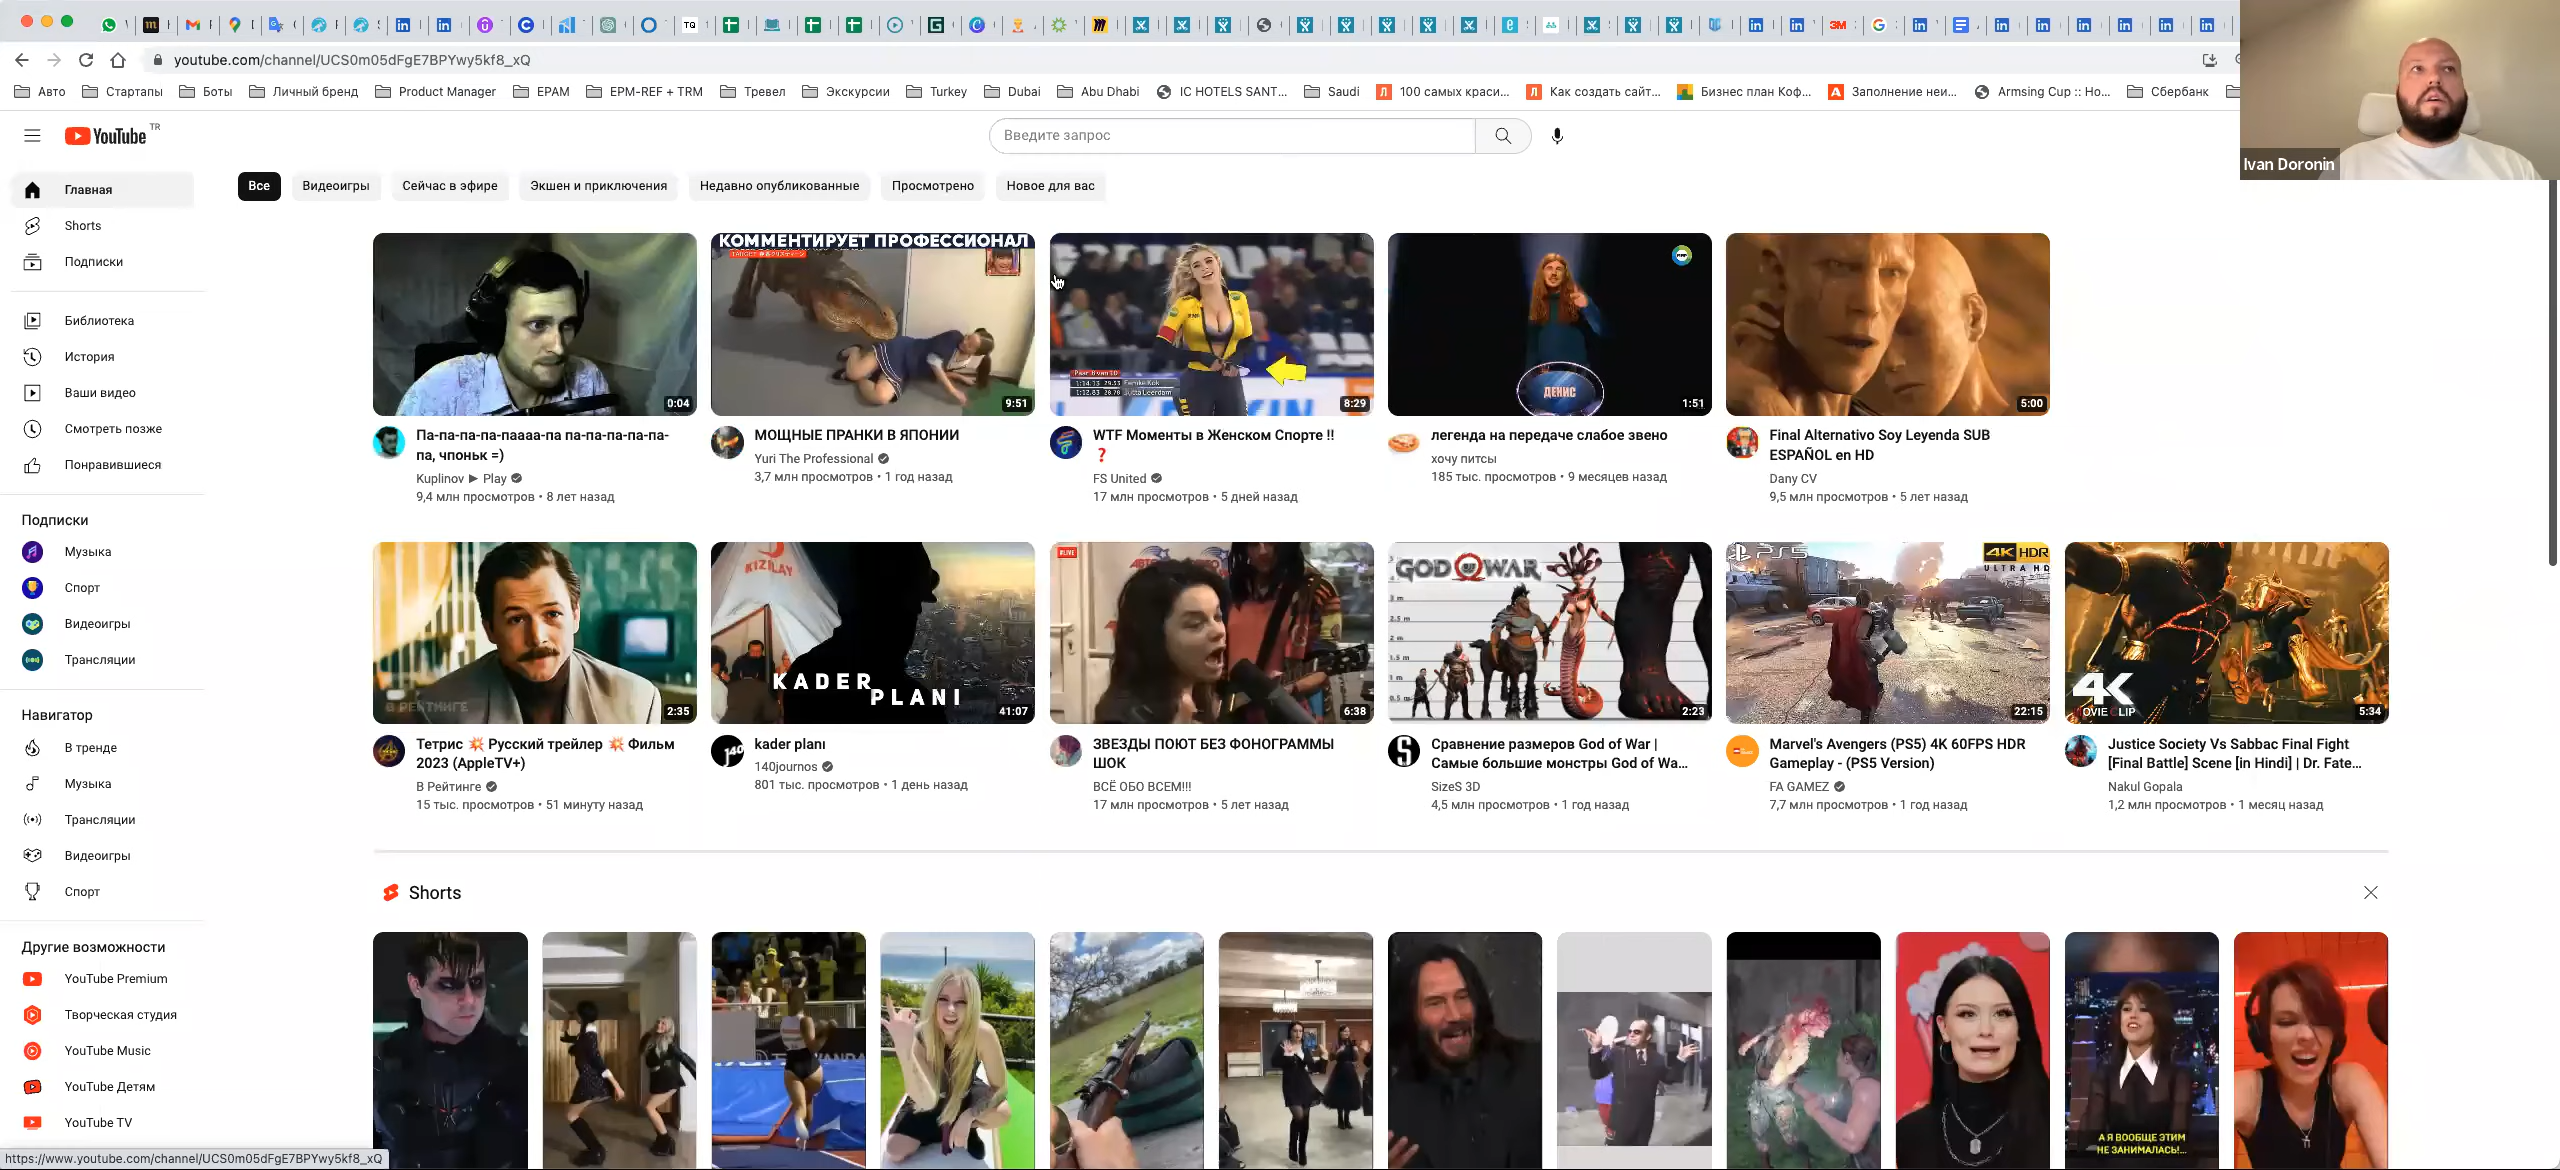 youtube.com/channel/UCS0m05dFgE7BPYwy5kf8_xQ
Авто
Стартапы
Боты
Личный бренд
Product Manager
EPAM
EPM-REF + TRM
Тревел
Экскурсии
Turkey
Dubai
Abu Dhabi
IC HOTELS SANT...
Saudi
100 самых краси...
Как создать сайт...
Бизнес план Коф...
Заполнение неи...
Armsing Cup :: Ho...
Сбербанк
Ivan Doronin
YouTube TR
Введите запрос
Все
Видеоигры
Сейчас в эфире
Экшен и приключения
Недавно опубликованные
Просмотрено
Новое для вас
Главная
Shorts
Подписки
Библиотека
История
Ваши видео
Смотреть позже
Понравившиеся
Подписки
Музыка
Спорт
Видеоигры
Трансляции
Навигатор
В тренде
Музыка
Трансляции
Видеоигры
Спорт
Другие возможности
YouTube Premium
Творческая студия
YouTube Music
YouTube Детям
YouTube TV
0:04
КОММЕНТИРУЕТ ПРОФЕССИОНАЛ
9:51
8:29
ДЕНИС
1:51
5:00
Па-па-па-па-паааа-па па-па-па-па-па-
па, чпоньк =)
Kuplinov ► Play
9,4 млн просмотров • 8 лет назад
МОЩНЫЕ ПРАНКИ В ЯПОНИИ
Yuri The Professional
3,7 млн просмотров • 1 год назад
WTF Моменты в Женском Спорте !!
❓
FS United
17 млн просмотров • 5 дней назад
легенда на передаче слабое звено
хочу питсы
185 тыс. просмотров • 9 месяцев назад
Final Alternativo Soy Leyenda SUB
ESPAÑOL en HD
Dany CV
9,5 млн просмотров • 5 лет назад
В РЕЙТИНГЕ
2:35
KIZILAY
KADER
PLANI
41:07
LIVE
6:38
GOD OF WAR
2:23
PS5
4K HDR
ULTRA HD
22:15
4K
MOVIE CLIP
5:34
Тетрис 💥 Русский трейлер 💥 Фильм
2023 (AppleTV+)
В Рейтинге
15 тыс. просмотров • 51 минуту назад
kader planı
140journos
801 тыс. просмотров • 1 день назад
ЗВЕЗДЫ ПОЮТ БЕЗ ФОНОГРАММЫ
ШОК
ВСЁ ОБО ВСЕМ!!!
17 млн просмотров • 5 лет назад
Сравнение размеров God of War |
Самые большие монстры God of Wa...
SizeS 3D
4,5 млн просмотров • 1 год назад
Marvel's Avengers (PS5) 4K 60FPS HDR
Gameplay - (PS5 Version)
FA GAMEZ
7,7 млн просмотров • 1 год назад
Justice Society Vs Sabbac Final Fight
[Final Battle] Scene [in Hindi] | Dr. Fate...
Nakul Gopala
1,2 млн просмотров • 1 месяц назад
Shorts
А Я ВООБЩЕ ЭТИМ
НЕ ЗАНИМАЛАСЬ!...
https://www.youtube.com/channel/UCS0m05dFgE7BPYwy5kf8_xQ